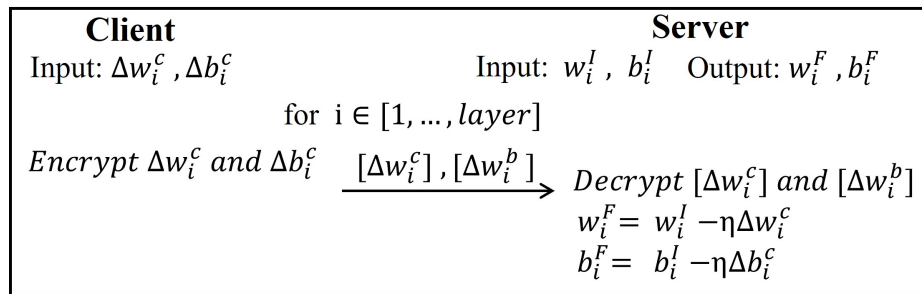 Client Server
Input: Δw_i^c , Δb_i^c Input: w_i^I , b_i^I Output: w_i^F , b_i^F
for i ∈ [1, … , layer]
Encrypt Δw_i^c and Δb_i^c [Δw_i^c] , [Δw_i^b ]
Decrypt [Δw_i^c] and [Δw_i^b]
w_i^F = w_i^I −ηΔw_i^c
b_i^F = b_i^I −ηΔb_i^c